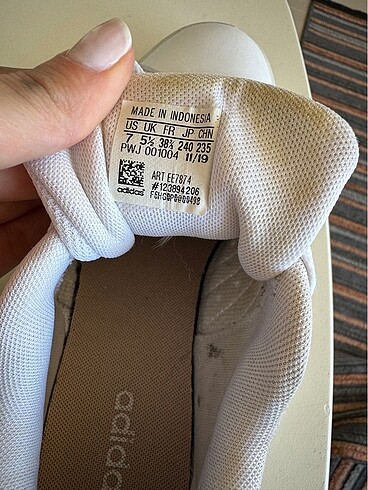 MADE IN INDONESIA
US UK FR JP CHN
7 5½ 38⅔ 240 235
PWJ 001004 11/19
ART EE7874
#123894206
adidas
adidas